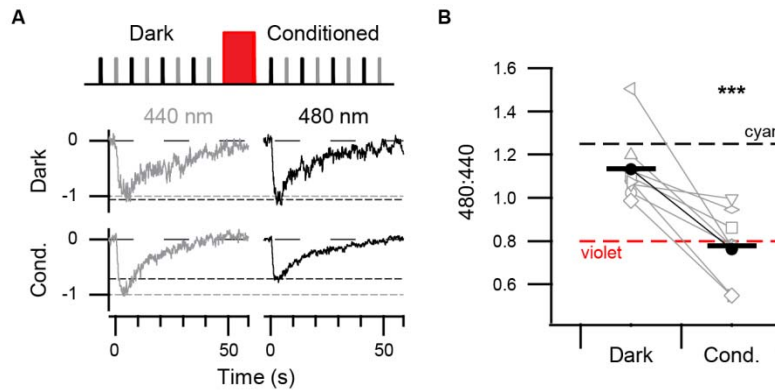 A
Dark Conditioned
440 nm 480 nm
Dark
0
-1
Cond.
0
-1
0 50 0 50
Time (s)
B
***
480:440
1.6
1.4
1.2
1.0
0.8
0.6
cyan
violet
Dark Cond.